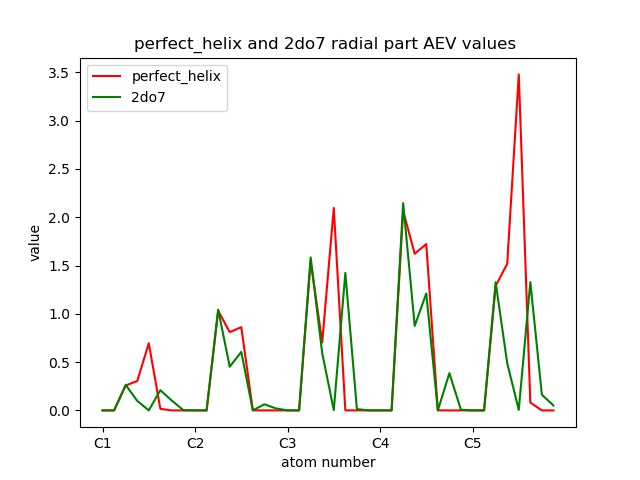 perfect_helix and 2do7 radial part AEV values
perfect_helix
2do7
value
3.5
3.0
2.5
2.0
1.5
1.0
0.5
0.0
C1 C2 C3 C4 C5
atom number